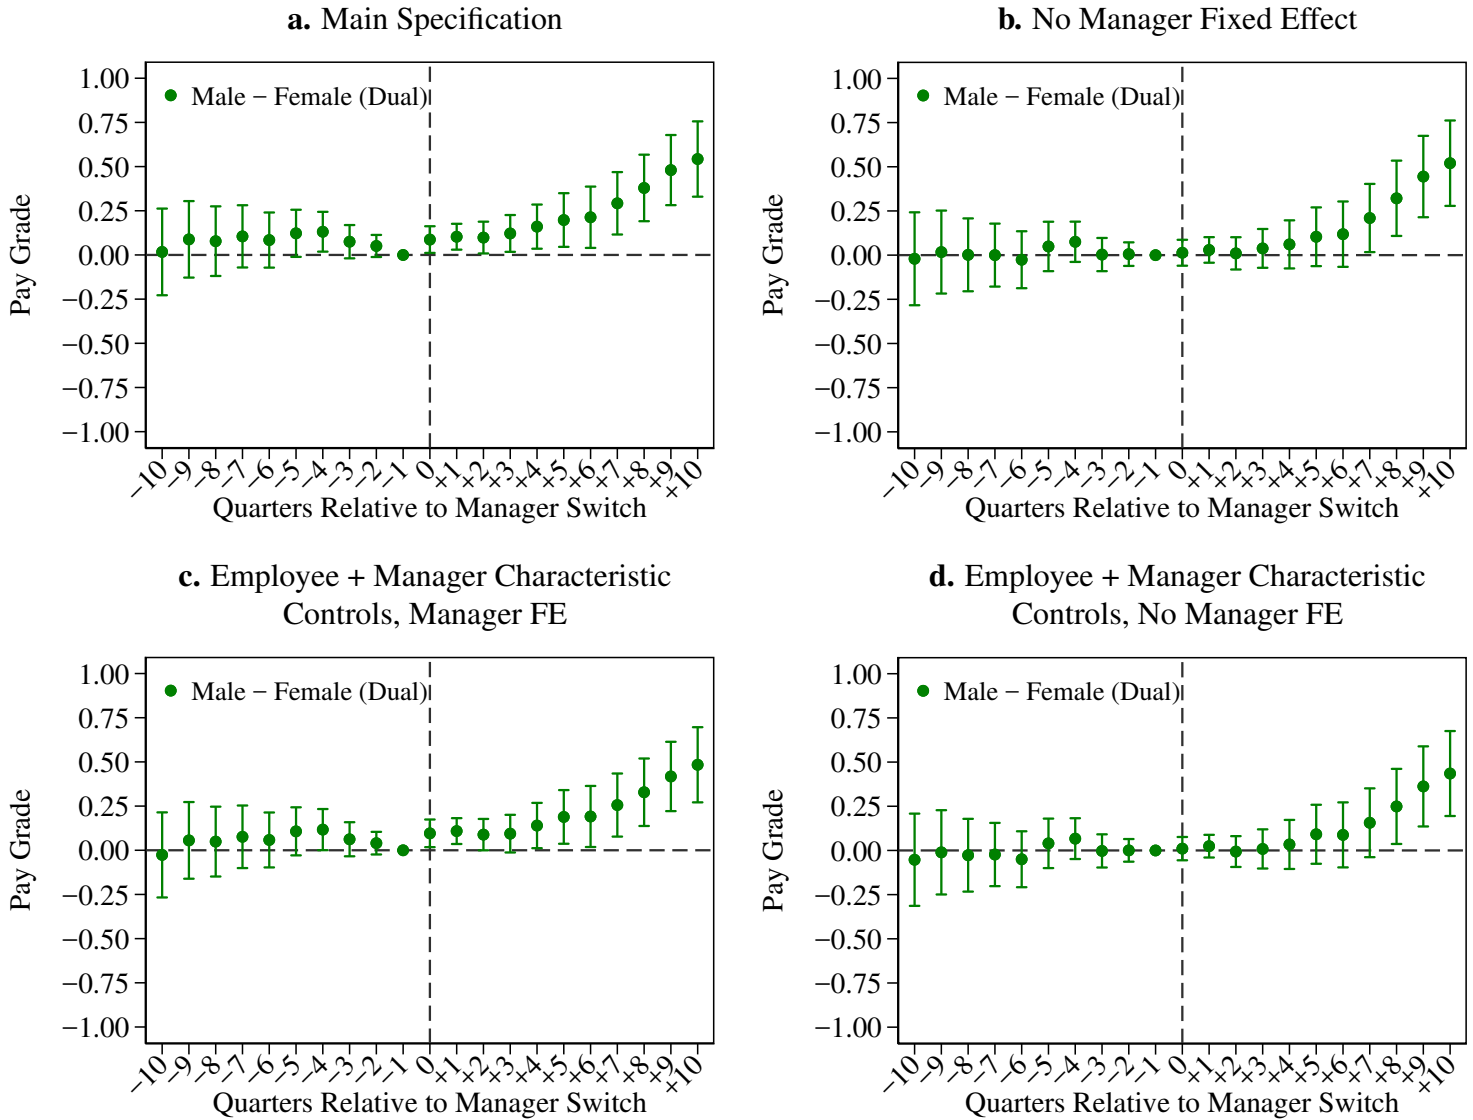 a. Main Specification
Male − Female (Dual)
Pay Grade
1.00
0.75
0.50
0.25
0.00
−0.25
−0.50
−0.75
−1.00
−10 −9 −8 −7 −6 −5 −4 −3 −2 −1 0 +1 +2 +3 +4 +5 +6 +7 +8 +9 +10
Quarters Relative to Manager Switch
b. No Manager Fixed Effect
Male − Female (Dual)
Pay Grade
1.00
0.75
0.50
0.25
0.00
−0.25
−0.50
−0.75
−1.00
−10 −9 −8 −7 −6 −5 −4 −3 −2 −1 0 +1 +2 +3 +4 +5 +6 +7 +8 +9 +10
Quarters Relative to Manager Switch
c. Employee + Manager Characteristic
Controls, Manager FE
Male − Female (Dual)
Pay Grade
1.00
0.75
0.50
0.25
0.00
−0.25
−0.50
−0.75
−1.00
−10 −9 −8 −7 −6 −5 −4 −3 −2 −1 0 +1 +2 +3 +4 +5 +6 +7 +8 +9 +10
Quarters Relative to Manager Switch
d. Employee + Manager Characteristic
Controls, No Manager FE
Male − Female (Dual)
Pay Grade
1.00
0.75
0.50
0.25
0.00
−0.25
−0.50
−0.75
−1.00
−10 −9 −8 −7 −6 −5 −4 −3 −2 −1 0 +1 +2 +3 +4 +5 +6 +7 +8 +9 +10
Quarters Relative to Manager Switch